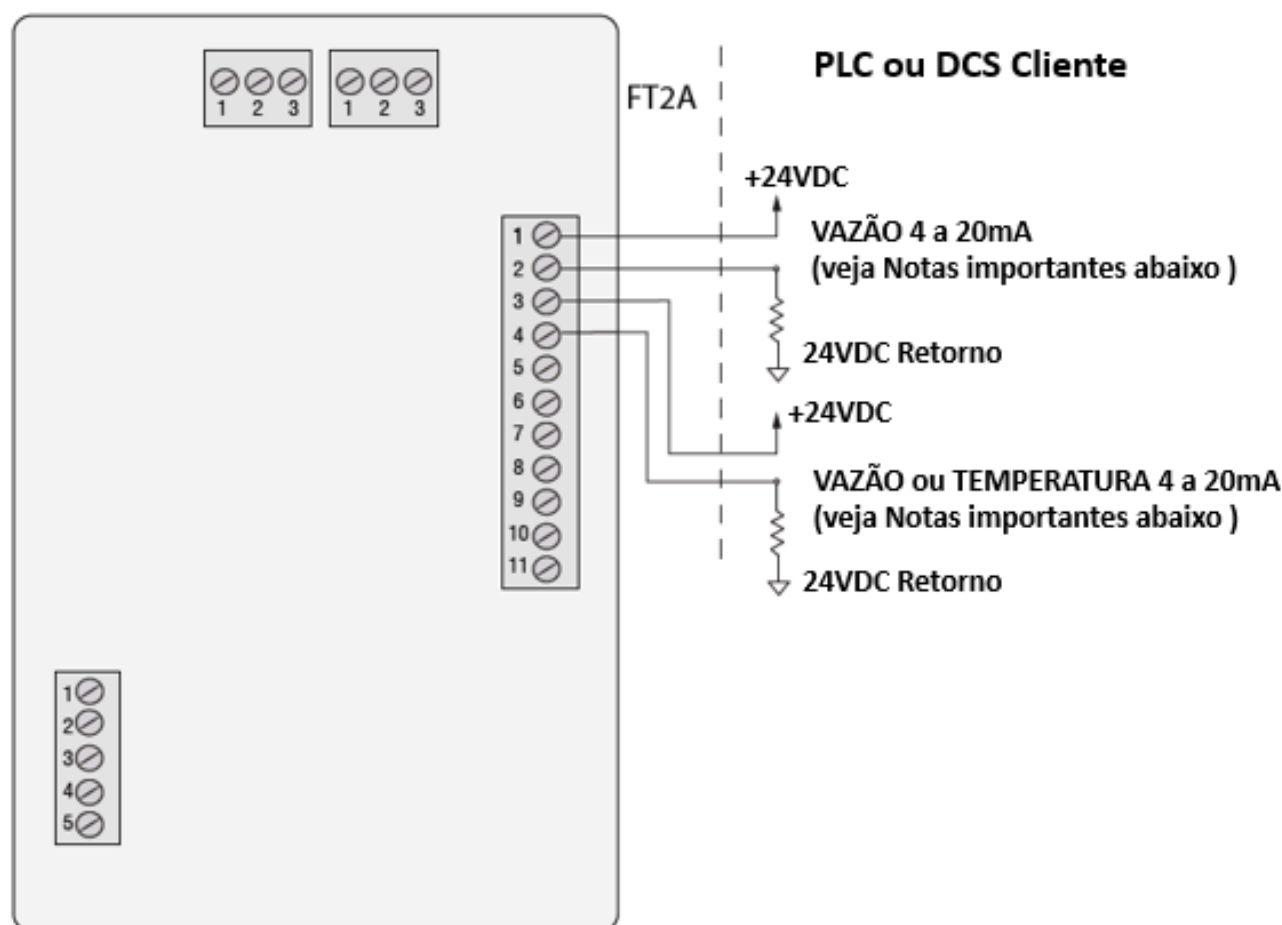 1 2 3
1 2 3
FT2A
PLC ou DCS Cliente
+24VDC
VAZÃO 4 a 20mA
(veja Notas importantes abaixo )
24VDC Retorno
+24VDC
VAZÃO ou TEMPERATURA 4 a 20mA
(veja Notas importantes abaixo )
24VDC Retorno
1
2
3
4
5
6
7
8
9
10
11
1
2
3
4
5